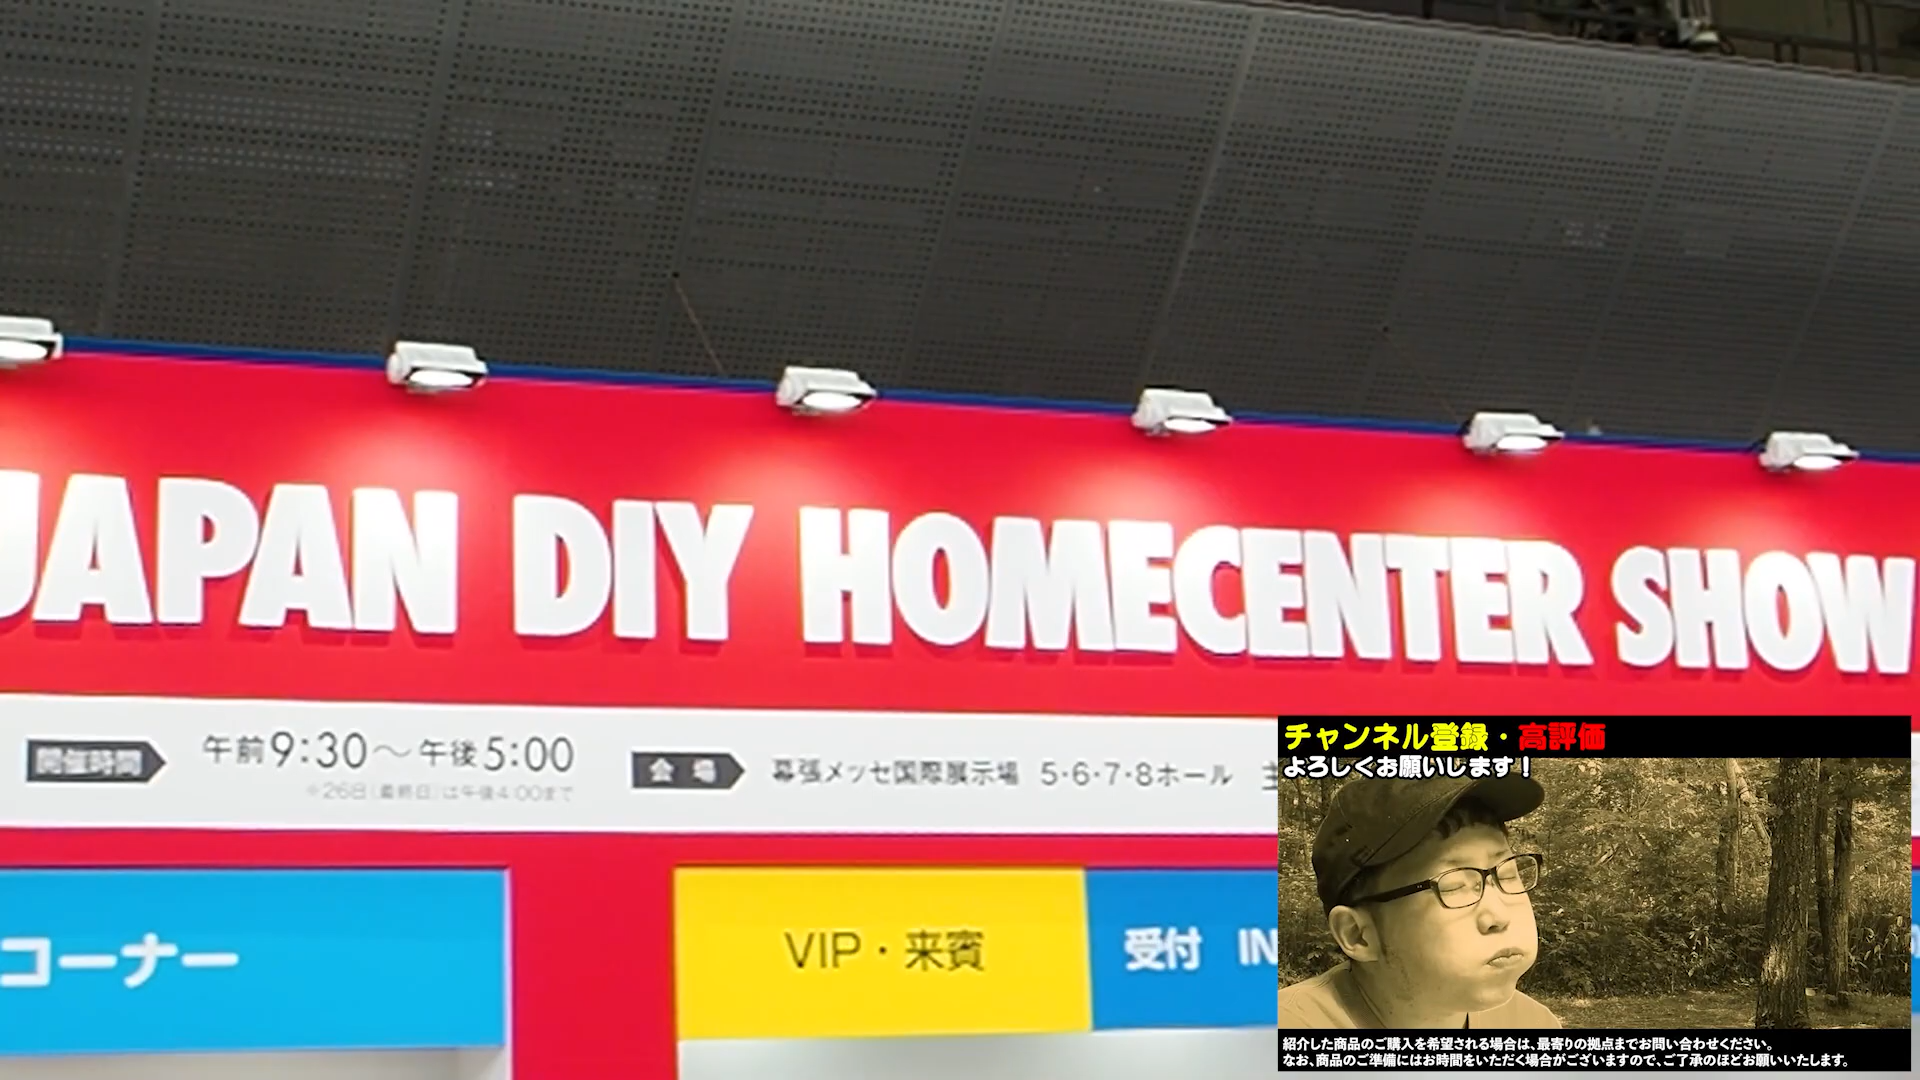 JAPAN DIY HOMECENTER SHOW
開催時間 午前9:30～午後5:00
※26日(最終日)は午後4:00まで
会場 幕張メッセ国際展示場 5・6・7・8ホール 主
コーナー
VIP・来賓
受付 IN
チャンネル登録・高評価
よろしくお願いします！
紹介した商品のご購入を希望される場合は、最寄りの拠点までお問い合わせください。
なお、商品のご準備にはお時間をいただく場合がございますので、ご了承のほどお願いいたします。